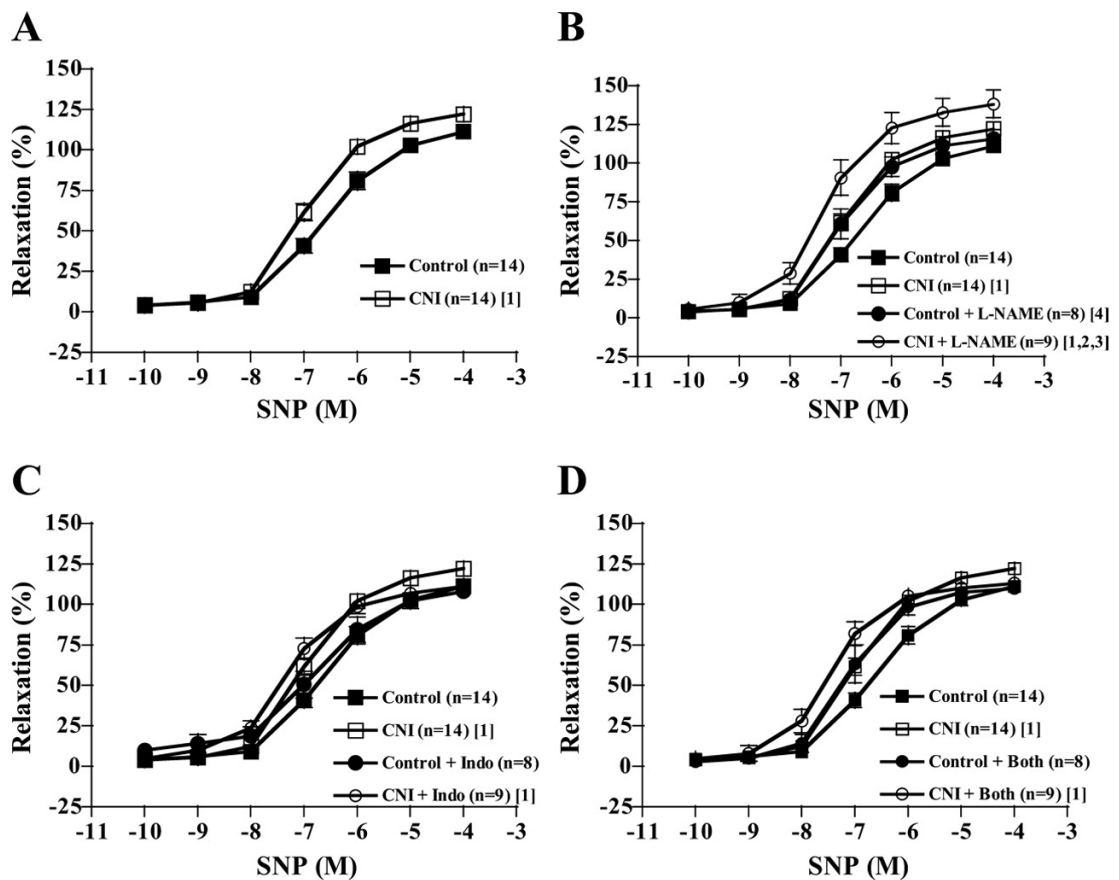 A
150
125
100
75
50
25
0
-25
Relaxation (%)
Control (n=14)
CNI (n=14) [1]
-11 -10 -9 -8 -7 -6 -5 -4 -3
SNP (M)
B
150
125
100
75
50
25
0
-25
Relaxation (%)
Control (n=14)
CNI (n=14) [1]
Control + L-NAME (n=8) [4]
CNI + L-NAME (n=9) [1,2,3]
-11 -10 -9 -8 -7 -6 -5 -4 -3
SNP (M)
C
150
125
100
75
50
25
0
-25
Relaxation (%)
Control (n=14)
CNI (n=14) [1]
Control + Indo (n=8)
CNI + Indo (n=9) [1]
-11 -10 -9 -8 -7 -6 -5 -4 -3
SNP (M)
D
150
125
100
75
50
25
0
-25
Relaxation (%)
Control (n=14)
CNI (n=14) [1]
Control + Both (n=8)
CNI + Both (n=9) [1]
-11 -10 -9 -8 -7 -6 -5 -4 -3
SNP (M)